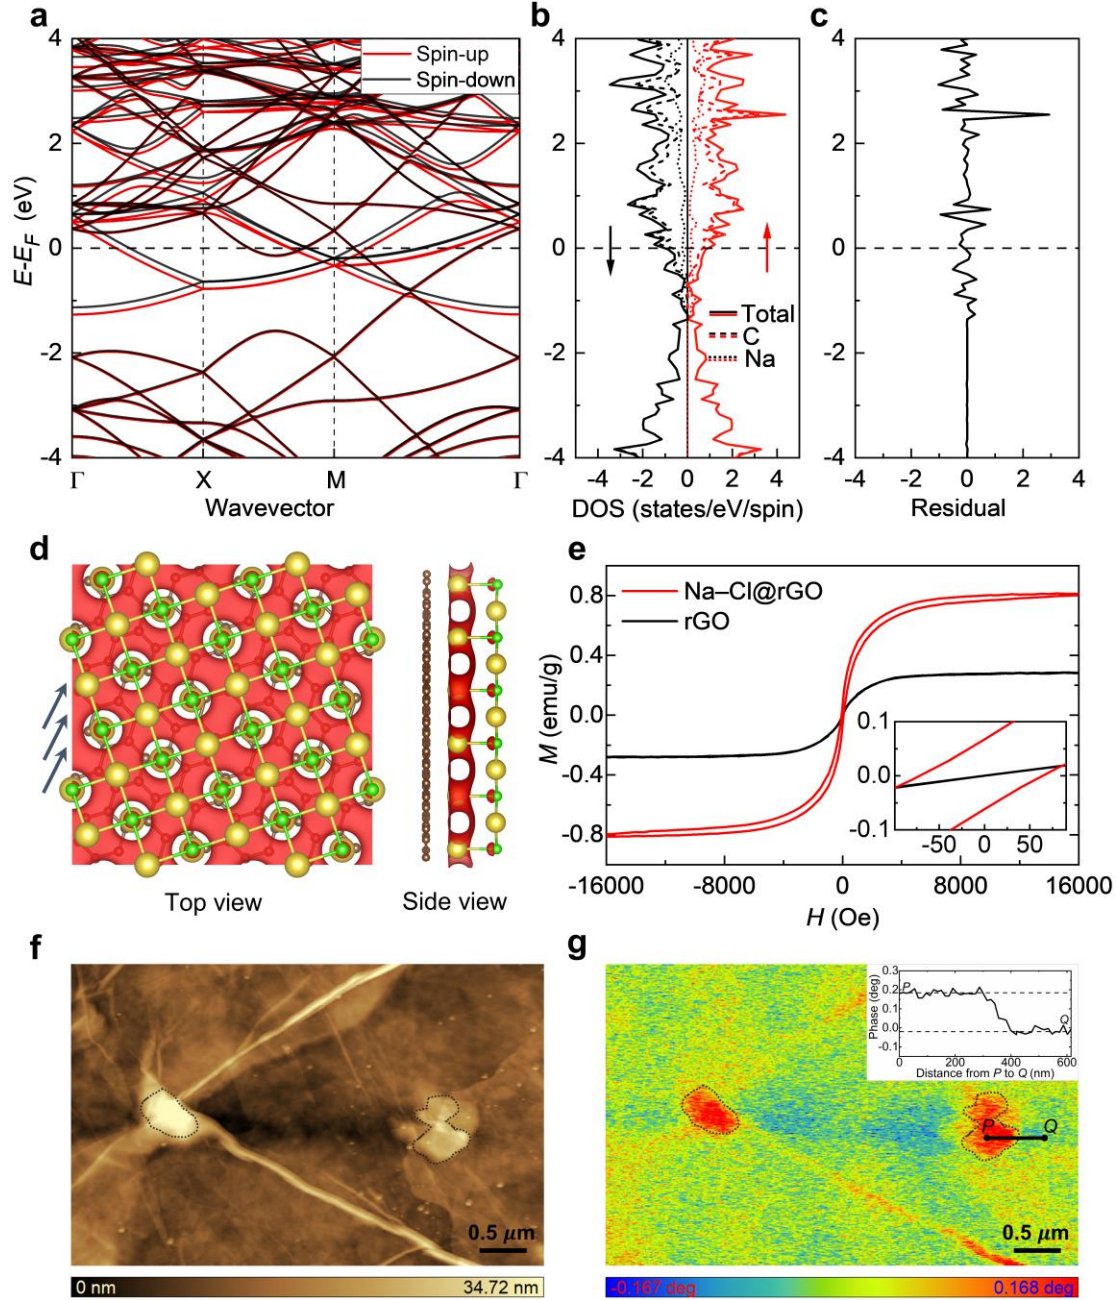 a
b
c
Spin-up
Spin-down
4
2
0
-2
-4
E-E_F (eV)
Γ
X
M
Γ
Wavevector
4
2
0
-2
-4
Total
C
Na
-4
-2
0
2
4
DOS (states/eV/spin)
4
2
0
-2
-4
-4
0
4
Residual
d
Top view
Side view
e
Na–Cl@rGO
rGO
0.8
0.4
0.0
-0.4
-0.8
M (emu/g)
0.1
0.0
-0.1
-50
0
50
-16000
-8000
0
8000
16000
H (Oe)
f
0.5 μm
0 nm
34.72 nm
g
Phase (deg)
0.2
0.1
0.0
-0.1
P
Q
0
200
400
600
Distance from P to Q (nm)
P
Q
0.5 μm
-0.167 deg
0.168 deg